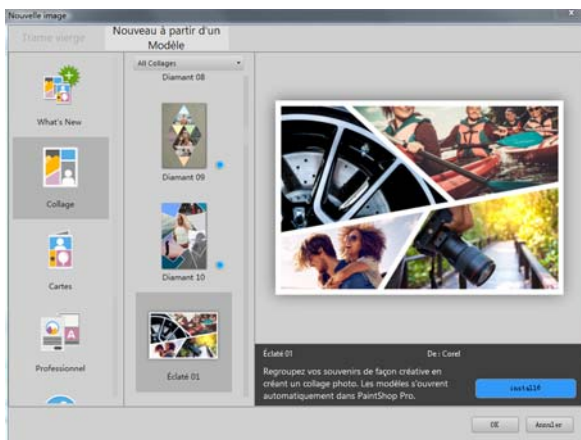 Nouvelle image
Trame vierge
Nouveau à partir d'un
Modèle
All Collages
Diamant 08
What's New
Diamant 09
Collage
Diamant 10
Cartes
Éclaté 01
Professionnel
Éclaté 01 De : Corel
Regroupez vos souvenirs de façon créative en
créant un collage photo. Les modèles s'ouvrent
automatiquement dans PaintShop Pro.
installé
OK Annuler